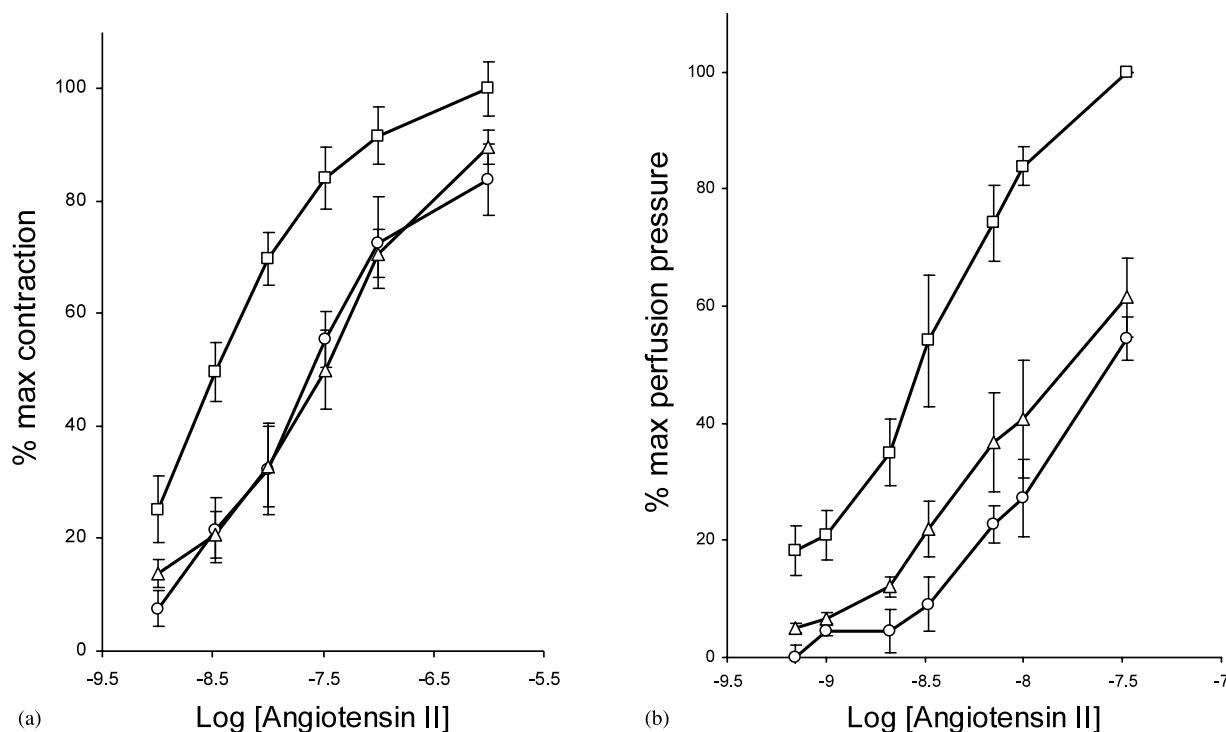 % max contraction
100
80
60
40
20
0
-9.5 -8.5 -7.5 -6.5 -5.5
Log [Angiotensin II]
(a)
% max perfusion pressure
100
80
60
40
20
0
-9.5 -9 -8.5 -8 -7.5 -7
Log [Angiotensin II]
(b)